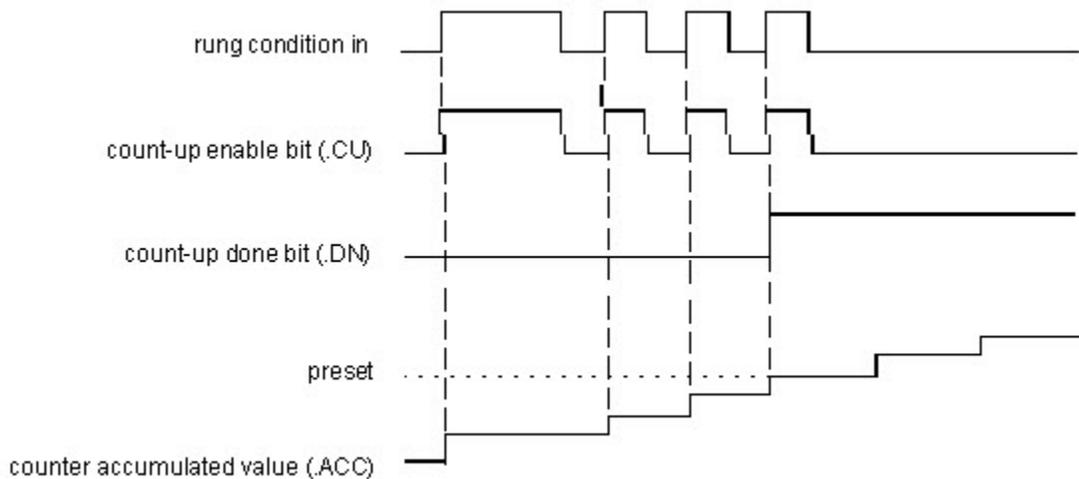 rung condition in
count-up enable bit (.CU)
count-up done bit (.DN)
preset
counter accumulated value (.ACC)